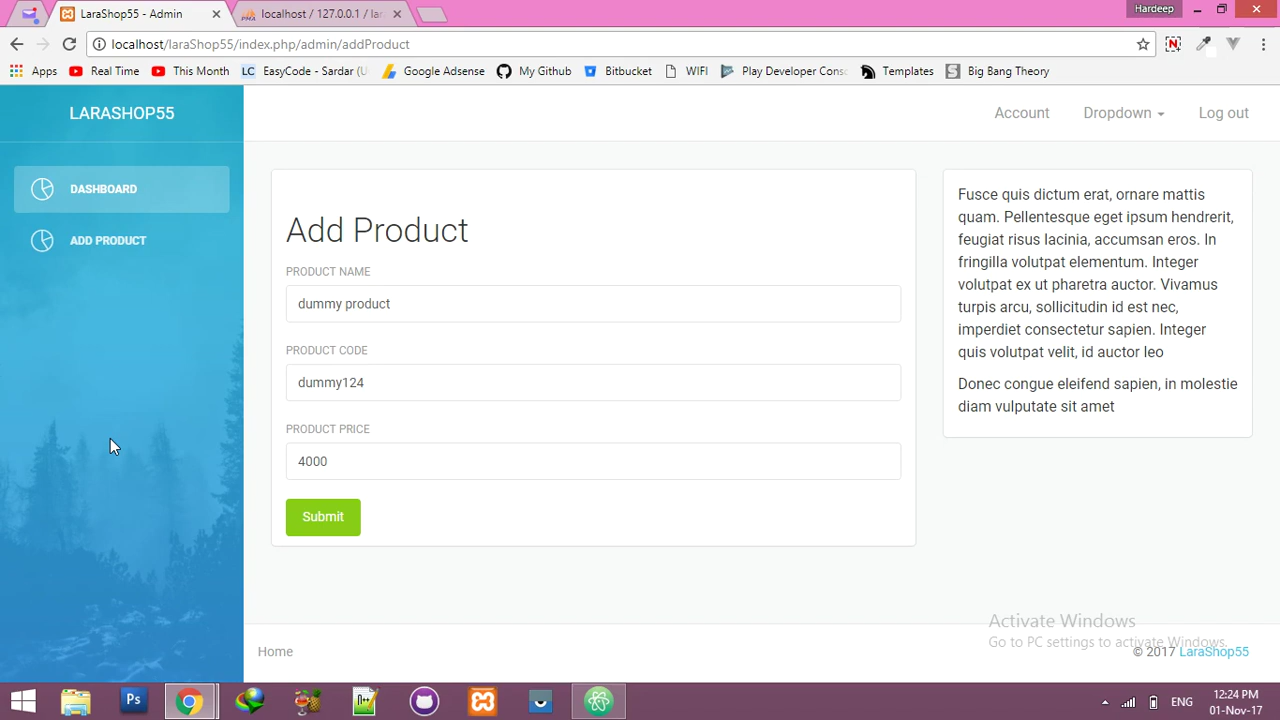 LaraShop55 - Admin
localhost / 127.0.0.1 / lar
Hardeep
localhost/laraShop55/index.php/admin/addProduct
Apps
Real Time
This Month
EasyCode - Sardar (U
Google Adsense
My Github
Bitbucket
WIFI
Play Developer Cons
Templates
Big Bang Theory
LARASHOP55
Account
Dropdown
Log out
DASHBOARD
ADD PRODUCT
Add Product
PRODUCT NAME
dummy product
PRODUCT CODE
dummy124
PRODUCT PRICE
4000
Submit
Fusce quis dictum erat, ornare mattis
quam. Pellentesque eget ipsum hendrerit,
feugiat risus lacinia, accumsan eros. In
fringilla volutpat elementum. Integer
volutpat ex ut pharetra auctor. Vivamus
turpis arcu, sollicitudin id est nec,
imperdiet consectetur sapien. Integer
quis volutpat velit, id auctor leo
Donec congue eleifend sapien, in molestie
diam vulputate sit amet
Activate Windows
Go to PC settings to activate Windows.
Home
© 2017 LaraShop55
Ps
ENG
12:24 PM
01-Nov-17